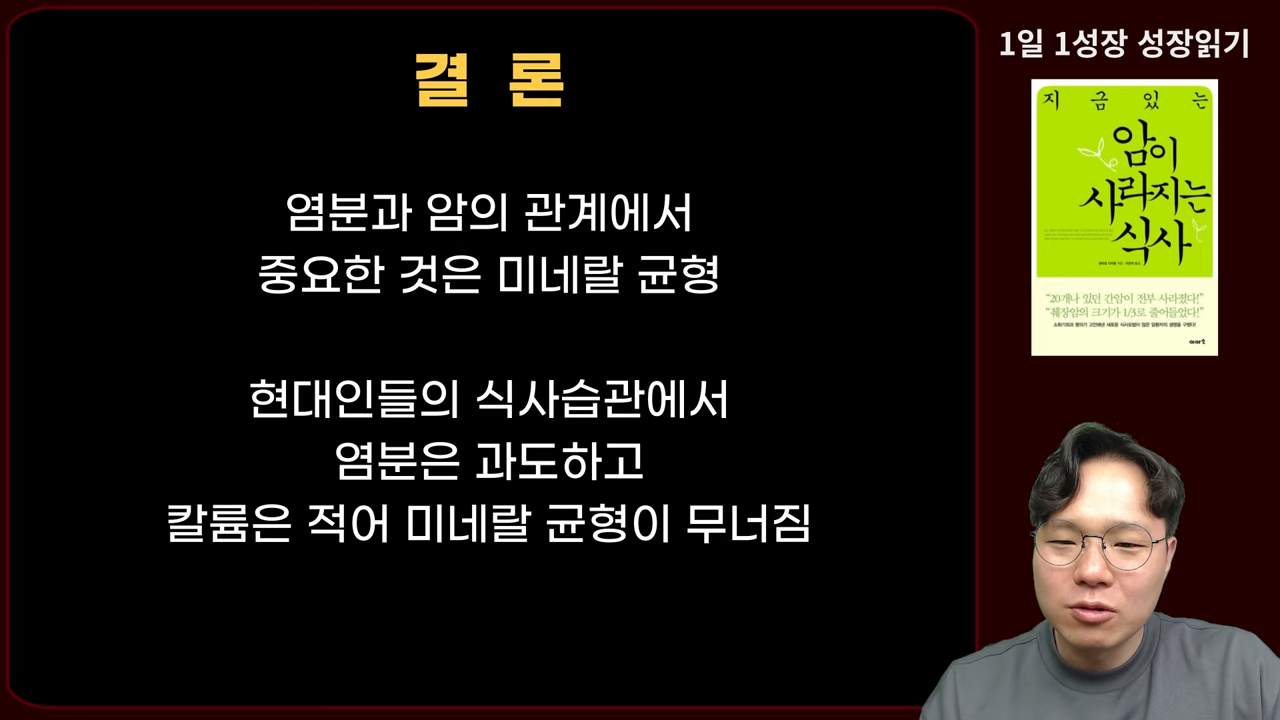 결 론
염분과 암의 관계에서
중요한 것은 미네랄 균형
현대인들의 식사습관에서
염분은 과도하고
칼륨은 적어 미네랄 균형이 무너짐
1일 1성장 성장읽기
지금있는
암이
사라지는
식사
“20개나 있던 간암이 전부 사라졌다!”
“췌장암의 크기가 1/3로 줄어들었다!”